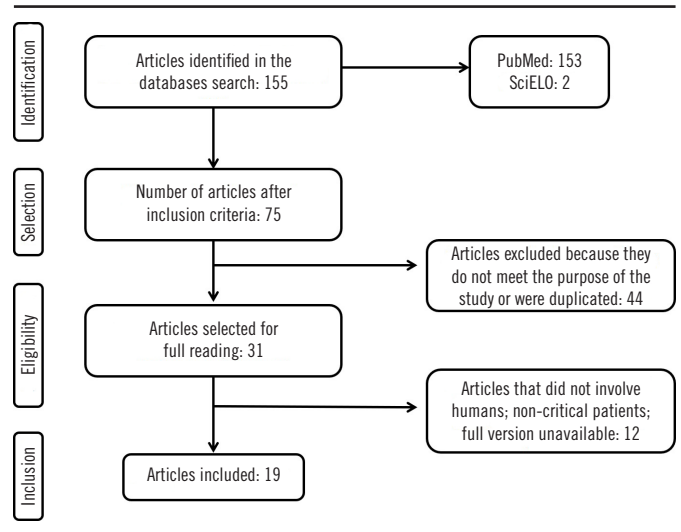 Identification
Articles identified in the
databases search: 155
PubMed: 153
SciELO: 2
Selection
Number of articles after
inclusion criteria: 75
Articles excluded because they
do not meet the purpose of the
study or were duplicated: 44
Eligibility
Articles selected for
full reading: 31
Articles that did not involve
humans; non-critical patients;
full version unavailable: 12
Inclusion
Articles included: 19